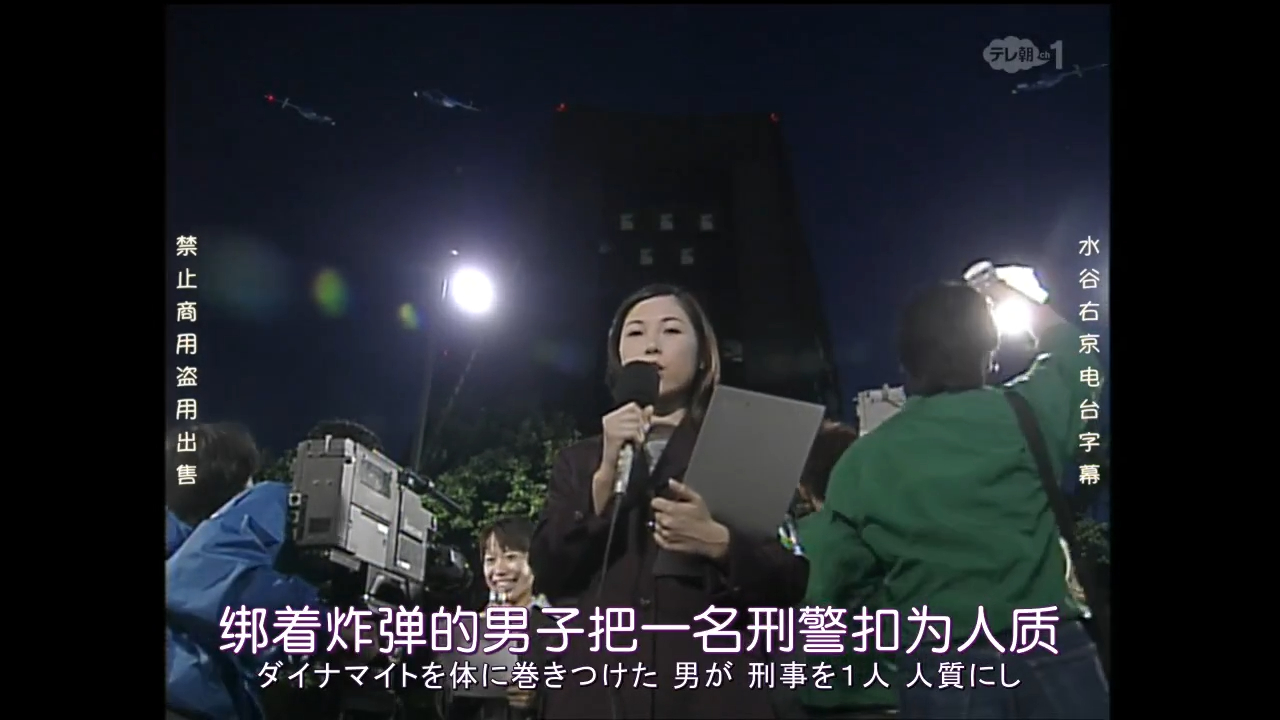 テレ朝ch1
禁止商用盗用出售
水谷右京电台字幕
绑着炸弹的男子把一名刑警扣为人质
ダイナマイトを体に巻きつけた 男が 刑事を1人 人質にし